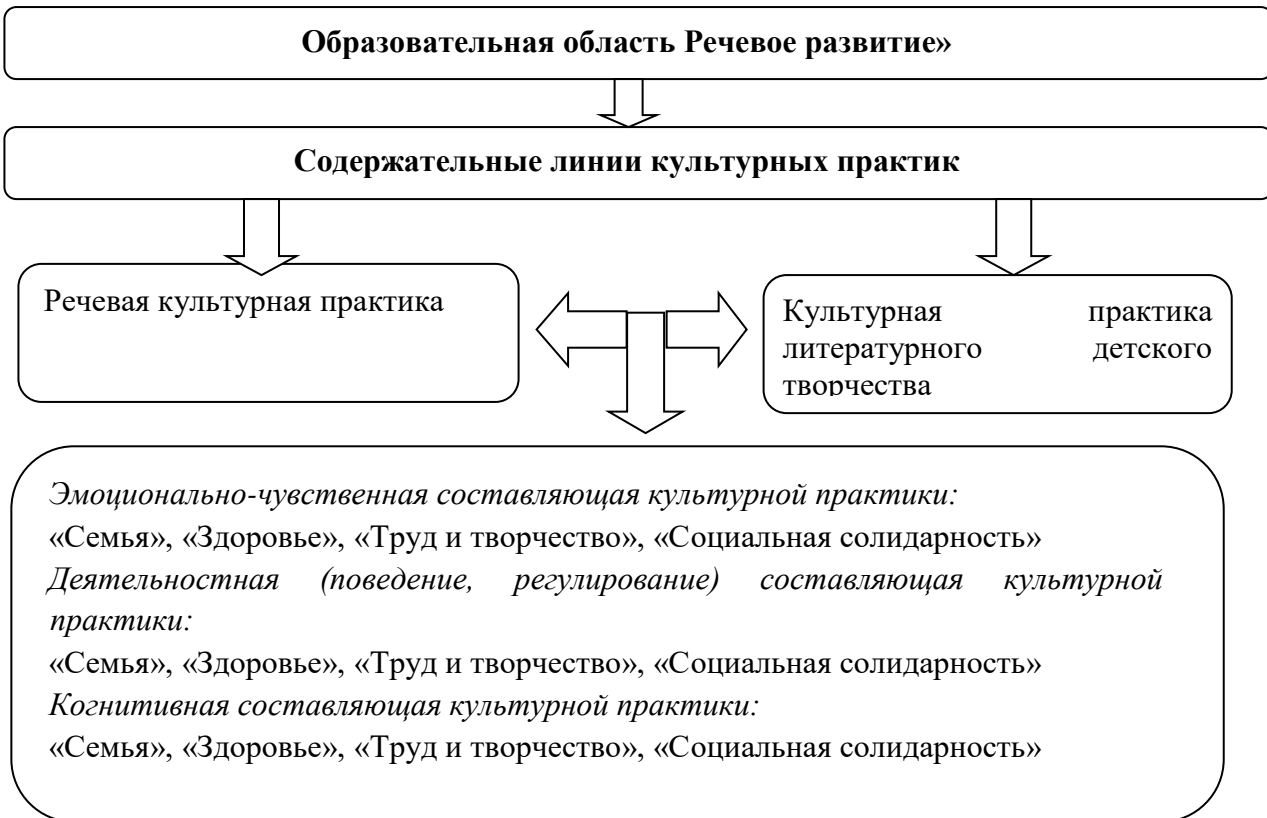 Образовательная область Речевое развитие»
Содержательные линии культурных практик
Речевая культурная практика
Культурная практика
литературного детского
творчества
Эмоционально-чувственная составляющая культурной практики:
«Семья», «Здоровье», «Труд и творчество», «Социальная солидарность»
Деятельностная (поведение, регулирование) составляющая культурной
практики:
«Семья», «Здоровье», «Труд и творчество», «Социальная солидарность»
Когнитивная составляющая культурной практики:
«Семья», «Здоровье», «Труд и творчество», «Социальная солидарность»